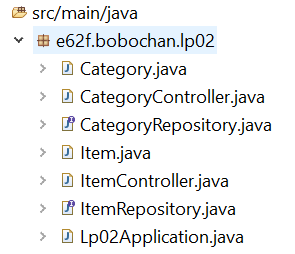 src/main/java
e62f.bobochan.lp02
Category.java
CategoryController.java
CategoryRepository.java
Item.java
ItemController.java
ItemRepository.java
Lp02Application.java